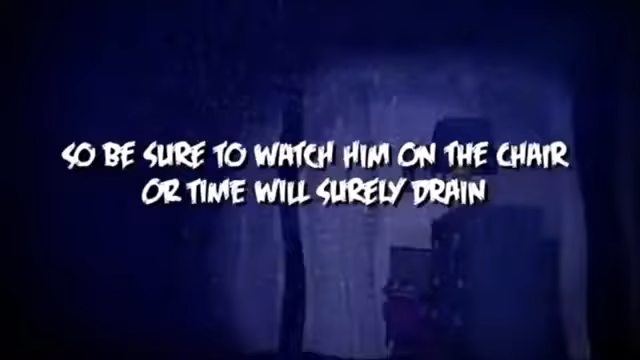 SO BE SURE TO WATCH HIM ON THE CHAIR
OR TIME WILL SURELY DRAIN